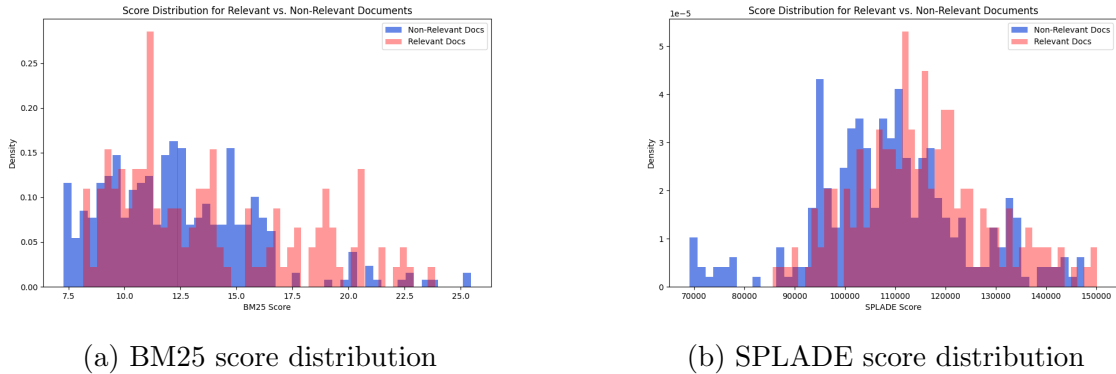 Score Distribution for Relevant vs. Non-Relevant Documents
Non-Relevant Docs
Relevant Docs
0.25
0.20
0.15
0.10
0.05
0.00
Density
7.5 10.0 12.5 15.0 17.5 20.0 22.5 25.0
BM25 Score
(a) BM25 score distribution
1e−5
Score Distribution for Relevant vs. Non-Relevant Documents
Non-Relevant Docs
Relevant Docs
5
4
3
2
1
0
Density
70000 80000 90000 100000 110000 120000 130000 140000 150000
SPLADE Score
(b) SPLADE score distribution